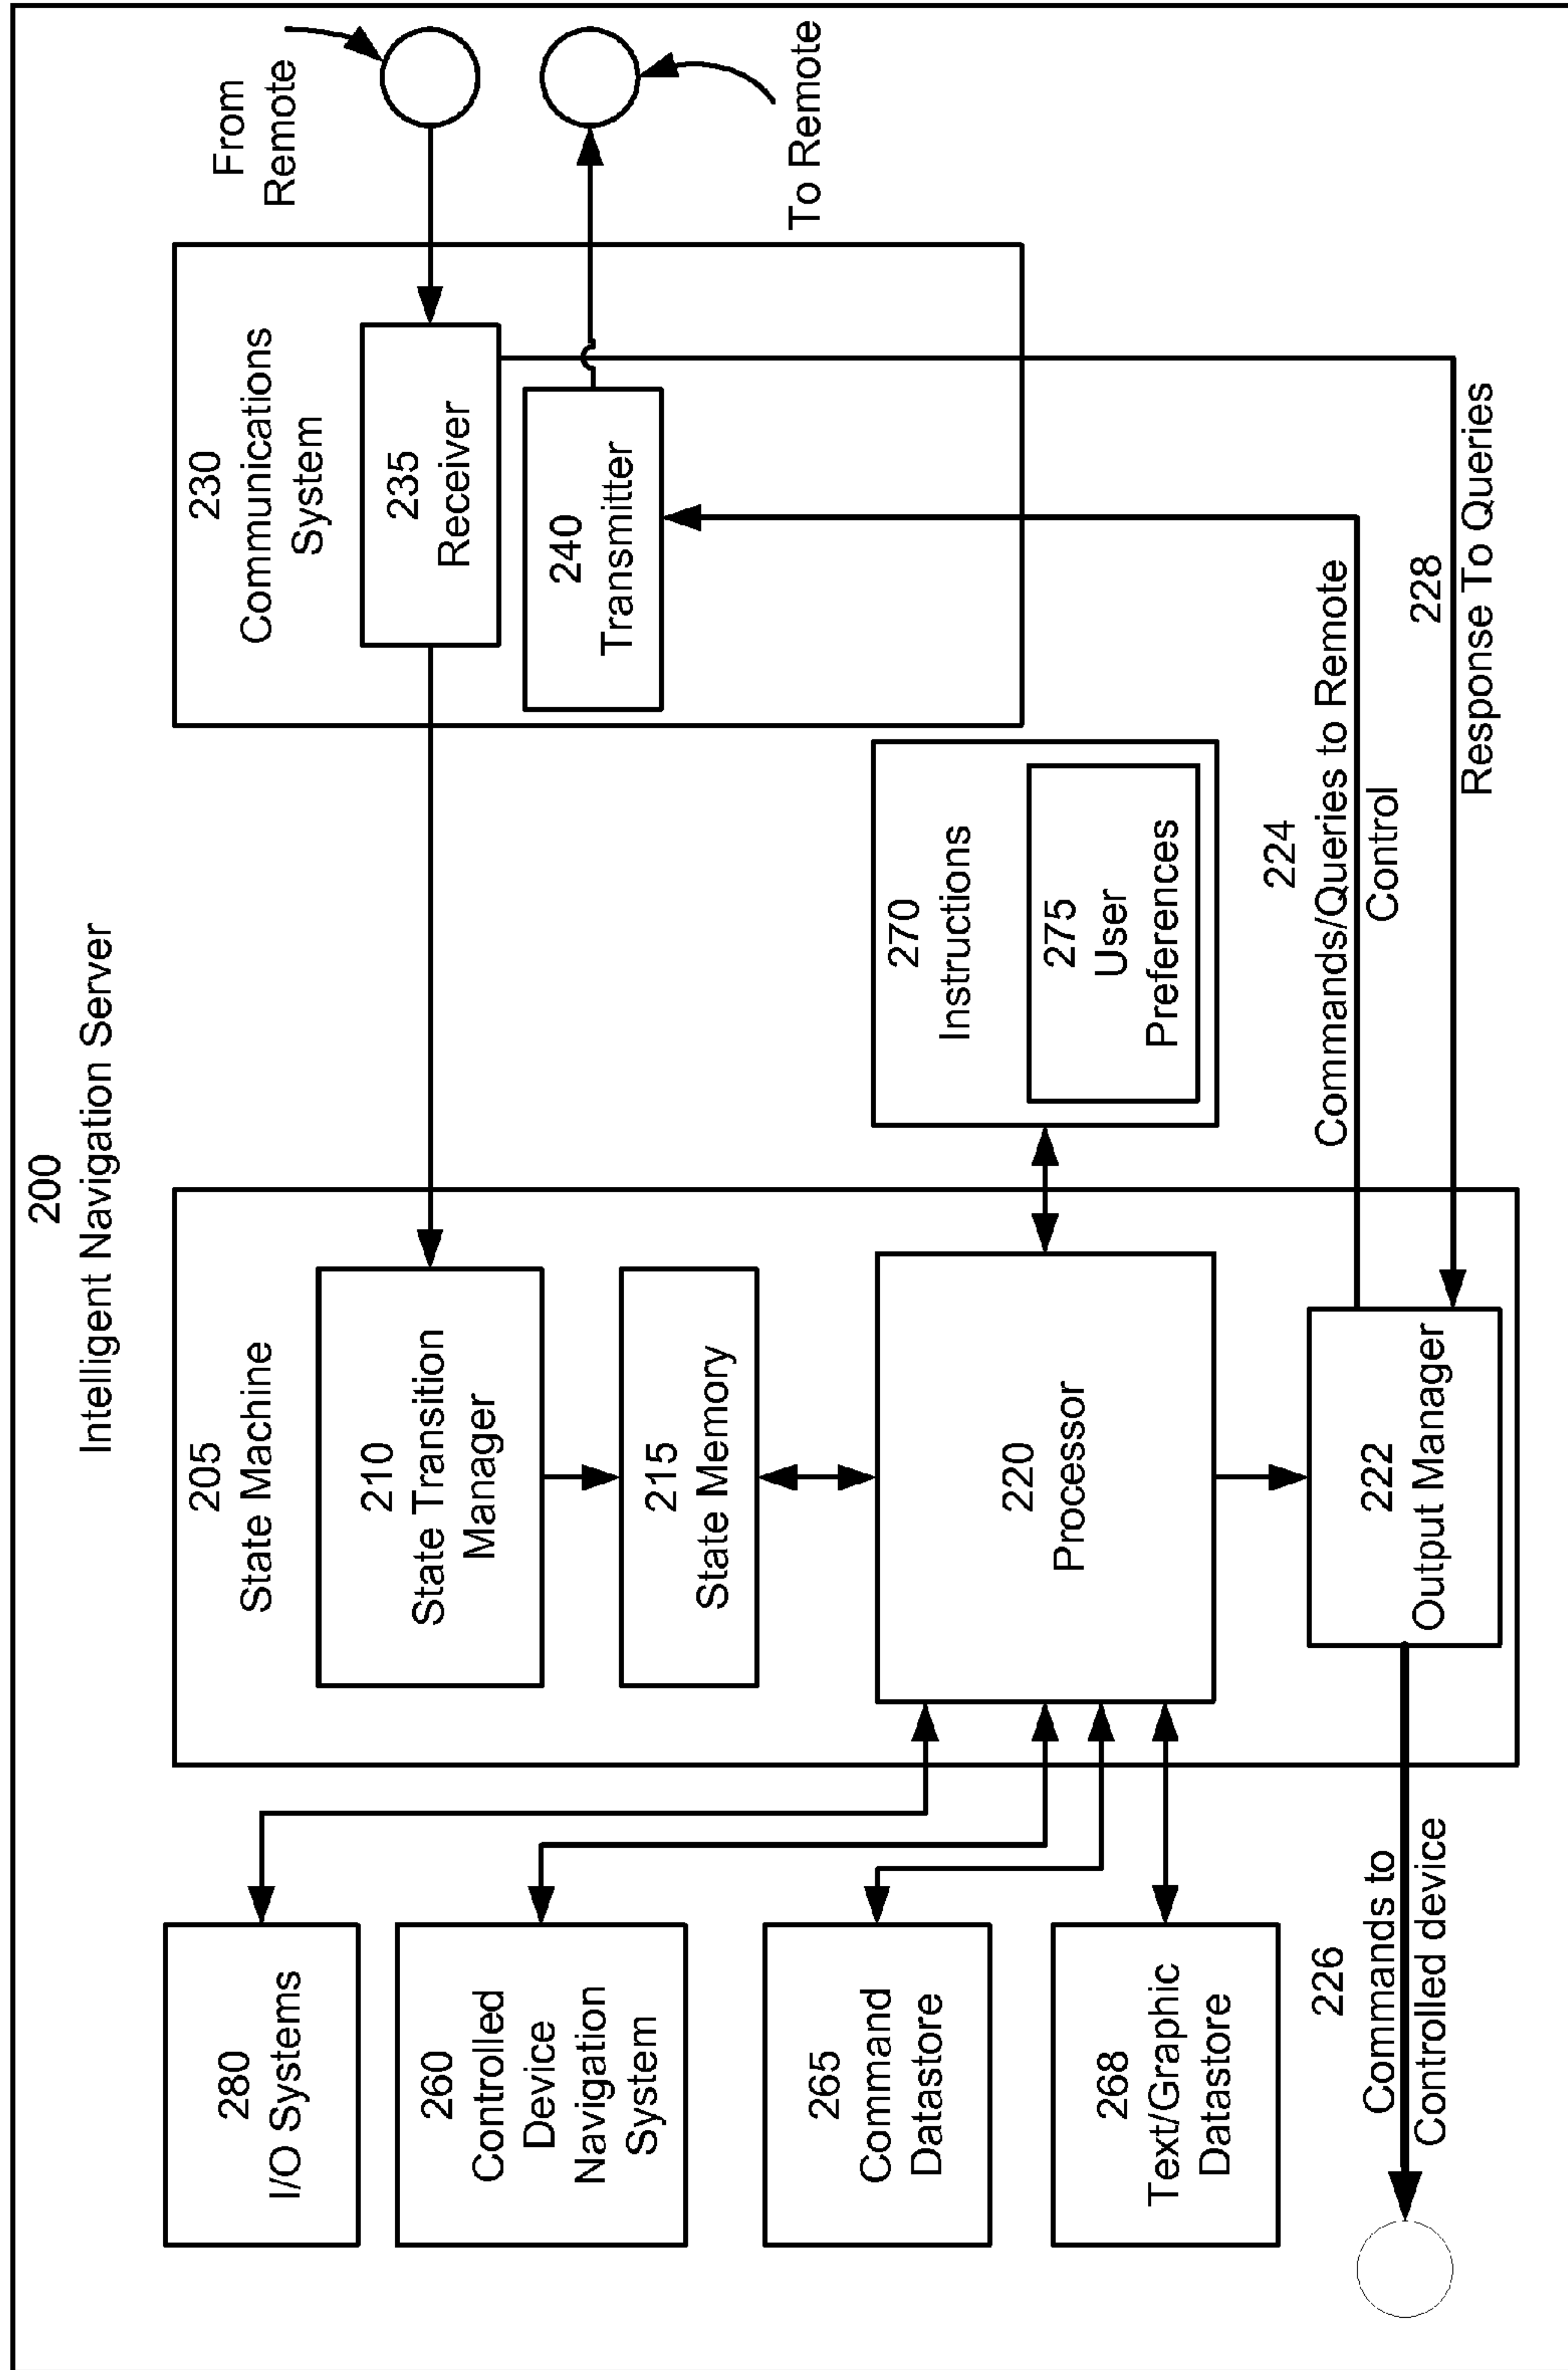 200
Intelligent Navigation Server
280
I/O Systems
260
Controlled
Device
Navigation
System
265
Command
Datastore
268
Text/Graphic
Datastore
226
Commands to
Controlled device
205
State Machine
210
State Transition
Manager
215
State Memory
220
Processor
222
Output Manager
270
Instructions
275
User
Preferences
224
Commands/Queries to Remote
Control
228
Response To Queries
230
Communications
System
235
Receiver
240
Transmitter
From
Remote
To Remote